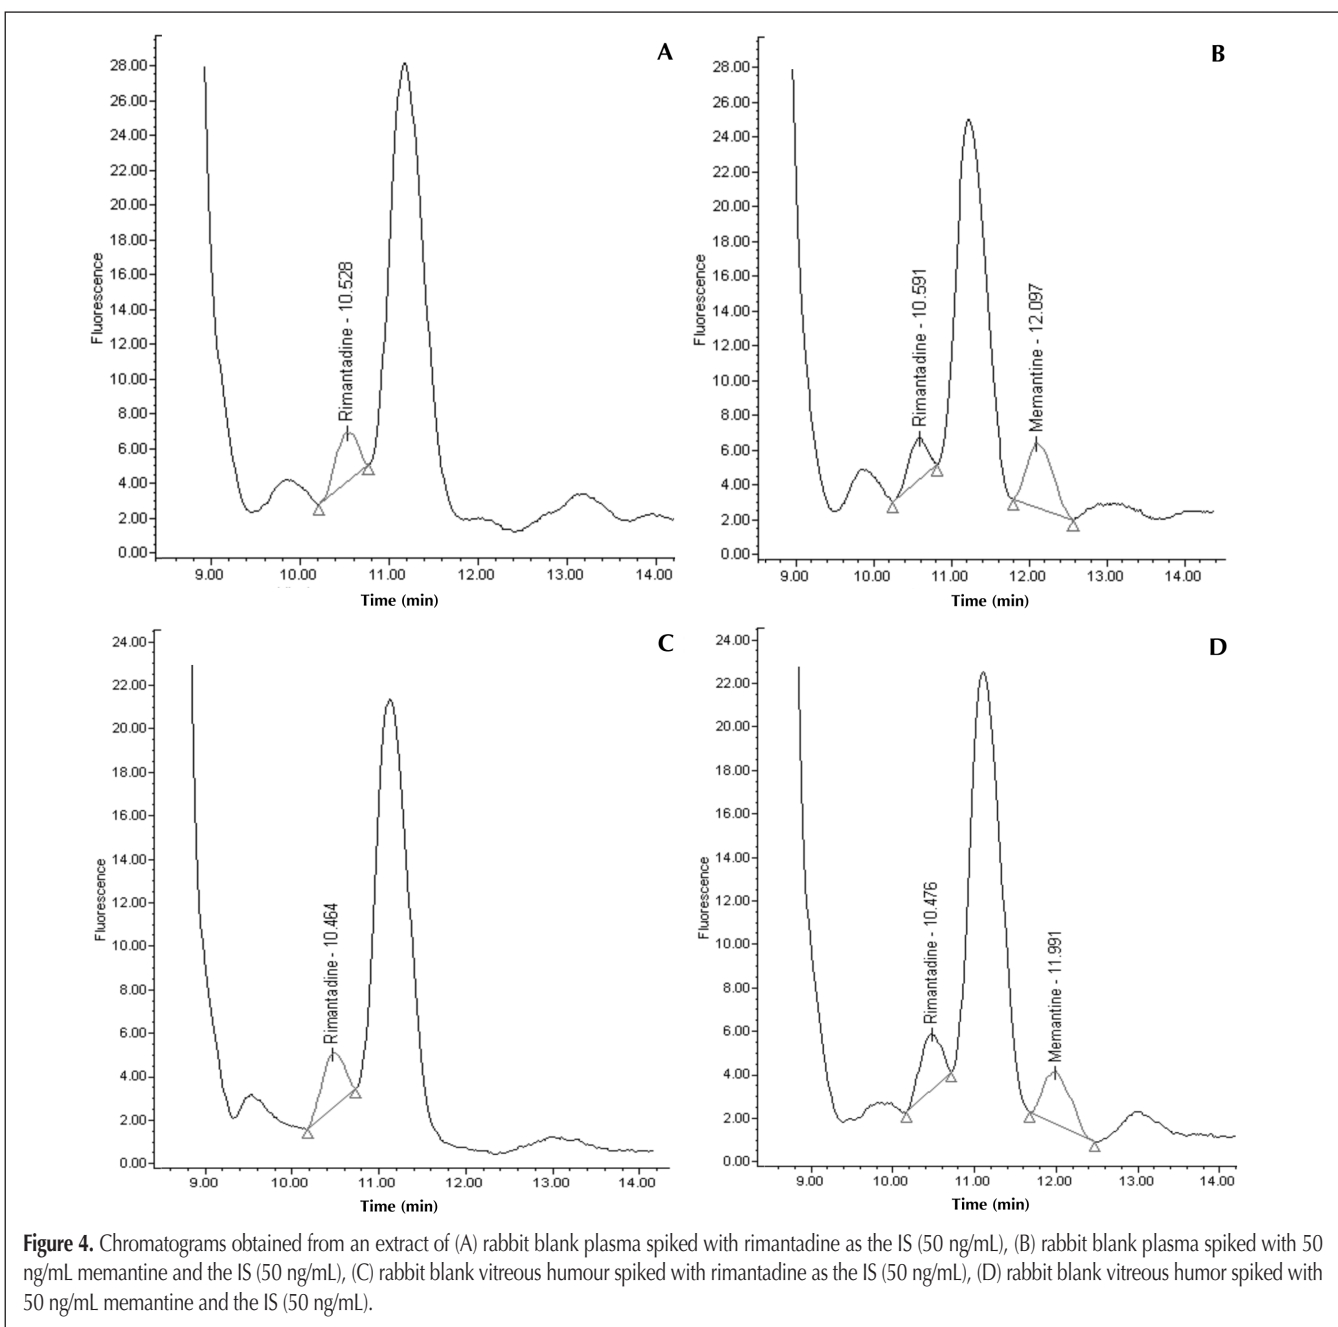 A
28.00
26.00
24.00
22.00
20.00
18.00
16.00
14.00
12.00
10.00
8.00
6.00
4.00
2.00
0.00
Fluorescence
Rimantadine - 10.528
9.00 10.00 11.00 12.00 13.00 14.00
Time (min)
B
28.00
26.00
24.00
22.00
20.00
18.00
16.00
14.00
12.00
10.00
8.00
6.00
4.00
2.00
0.00
Fluorescence
Rimantadine - 10.591
Memantine - 12.097
9.00 10.00 11.00 12.00 13.00 14.00
Time (min)
C
24.00
22.00
20.00
18.00
16.00
14.00
12.00
10.00
8.00
6.00
4.00
2.00
0.00
Fluorescence
Rimantadine - 10.464
9.00 10.00 11.00 12.00 13.00 14.00
Time (min)
D
24.00
22.00
20.00
18.00
16.00
14.00
12.00
10.00
8.00
6.00
4.00
2.00
0.00
Fluorescence
Rimantadine - 10.476
Memantine - 11.991
9.00 10.00 11.00 12.00 13.00 14.00
Time (min)
Figure 4. Chromatograms obtained from an extract of (A) rabbit blank plasma spiked with rimantadine as the IS (50 ng/mL), (B) rabbit blank plasma spiked with 50
ng/mL memantine and the IS (50 ng/mL), (C) rabbit blank vitreous humour spiked with rimantadine as the IS (50 ng/mL), (D) rabbit blank vitreous humor spiked with
50 ng/mL memantine and the IS (50 ng/mL).